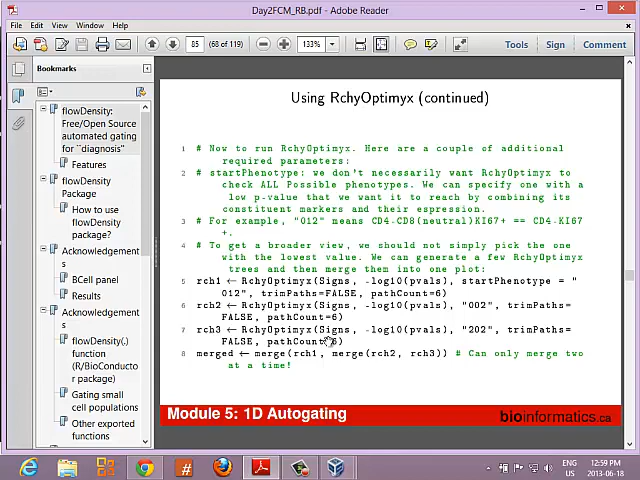 Day2FCM_RB.pdf - Adobe Reader
File Edit View Window Help
85 (68 of 119) 133% Tools Sign Comment
Bookmarks
flowDensity:
Free/Open Source
automated gating
for ``diagnosis''
Features
flowDensity
Package
How to use
flowDensity
package?
Acknowledgement
s
BCell panel
Results
Acknowledgement
s
flowDensity(.)
function
(R/BioConducto
r package)
Gating small
cell populations
Other exported
functions
Using RchyOptimyx (continued)
1 # Now to run RchyOptimyx. Here are a couple of additional
required parameters:
2 # startPhenotype: we don't necessarily want RchyOptimyx to
check ALL Possible phenotypes. We can specify one with a
low p-value that we want it to reach by combining its
constituent markers and their espression.
3 # For example, "012" means CD4-CD8(neutral)KI67+ == CD4-KI67
+.
4 # To get a broader view, we should not simply pick the one
with the lowest value. We can generate a few RchyOptimyx
trees and then merge them into one plot:
5 rch1 ← RchyOptimyx(Signs, -log10(pvals), startPhenotype = "
012", trimPaths=FALSE, pathCount=6)
6 rch2 ← RchyOptimyx(Signs, -log10(pvals), "002", trimPaths=
FALSE, pathCount=6)
7 rch3 ← RchyOptimyx(Signs, -log10(pvals), "202", trimPaths=
FALSE, pathCount=6)
8 merged ← merge(rch1, merge(rch2, rch3)) # Can only merge two
at a time!
Module 5: 1D Autogating
bioinformatics.ca
ENG 12:59 PM
US 2013-06-18